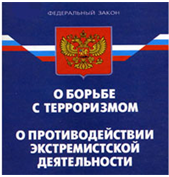 ФЕДЕРАЛЬНЫЙ ЗАКОН
О БОРЬБЕ
С ТЕРРОРИЗМОМ
О ПРОТИВОДЕЙСТВИИ
ЭКСТРЕМИСТСКОЙ
ДЕЯТЕЛЬНОСТИ